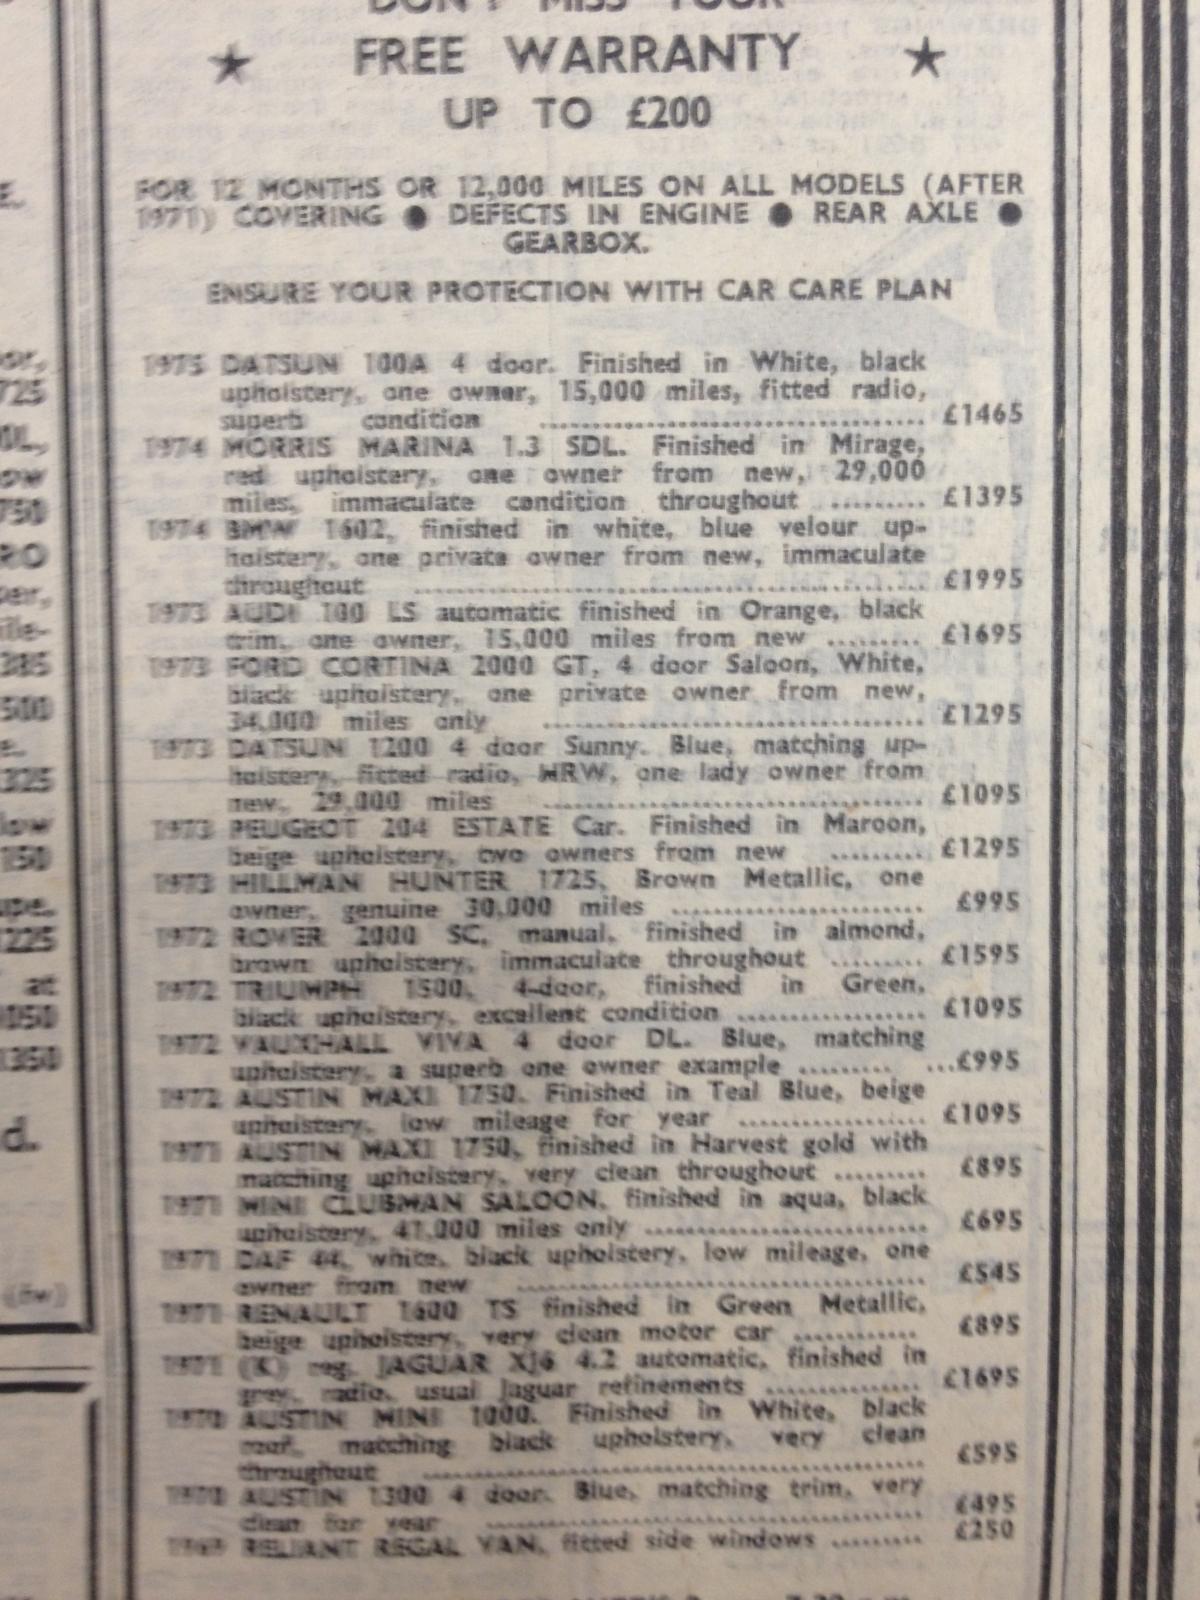 DON'T MISS YOUR
FREE WARRANTY
UP TO £200
FOR 12 MONTHS OR 12,000 MILES ON ALL MODELS (AFTER
1971) COVERING ● DEFECTS IN ENGINE ● REAR AXLE ●
GEARBOX.
ENSURE YOUR PROTECTION WITH CAR CARE PLAN
1975 DATSUN 100A 4 door. Finished in White, black
upholstery, one owner, 15,000 miles, fitted radio,
superb condition .................... £1465
1974 MORRIS MARINA 1.3 SDL. Finished in Mirage,
red upholstery, one owner from new, 29,000
miles, immaculate condition throughout ......... £1395
1974 BMW 1602, finished in white, blue velour up-
holstery, one private owner from new, immaculate
throughout .................... £1995
1973 AUDI 100 LS automatic finished in Orange, black
trim, one owner, 15,000 miles from new ......... £1695
1973 FORD CORTINA 2000 GT, 4 door Saloon, White,
black upholstery, one private owner from new,
34,000 miles only .................... £1295
1973 DATSUN 1200 4 door Sunny. Blue, matching up-
holstery, fitted radio, HRW, one lady owner from
new, 29,000 miles .................... £1095
1973 PEUGEOT 204 ESTATE Car. Finished in Maroon,
beige upholstery, two owners from new ......... £1295
1973 HILLMAN HUNTER 1725, Brown Metallic, one
owner, genuine 30,000 miles .................... £995
1972 ROVER 2000 SC, manual, finished in almond,
brown upholstery, immaculate throughout ......... £1595
1972 TRIUMPH 1500, 4-door, finished in Green,
black upholstery, excellent condition .................. £1095
1972 VAUXHALL VIVA 4 door DL. Blue, matching
upholstery, a superb one owner example ......... ...£995
1972 AUSTIN MAXI 1750. Finished in Teal Blue, beige
upholstery, low mileage for year .................. £1095
1971 AUSTIN MAXI 1750, finished in Harvest gold with
matching upholstery, very clean throughout ......... £895
1971 MINI CLUBMAN SALOON, finished in aqua, black
upholstery, 41,000 miles only .................... £695
1971 DAF 44, white, black upholstery, low mileage, one
owner from new .................... £545
1971 RENAULT 1600 TS finished in Green Metallic,
beige upholstery, very clean motor car ............ £895
1971 (K) reg. JAGUAR XJ6 4.2 automatic, finished in
grey, radio, usual Jaguar refinements ............... £1695
1970 AUSTIN MINI 1000. Finished in White, black
roof, matching black upholstery, very clean
throughout .................... £595
1970 AUSTIN 1300 4 door. Blue, matching trim, very
clean for year .................... £495
1969 RELIANT REGAL VAN, fitted side windows ......... £250